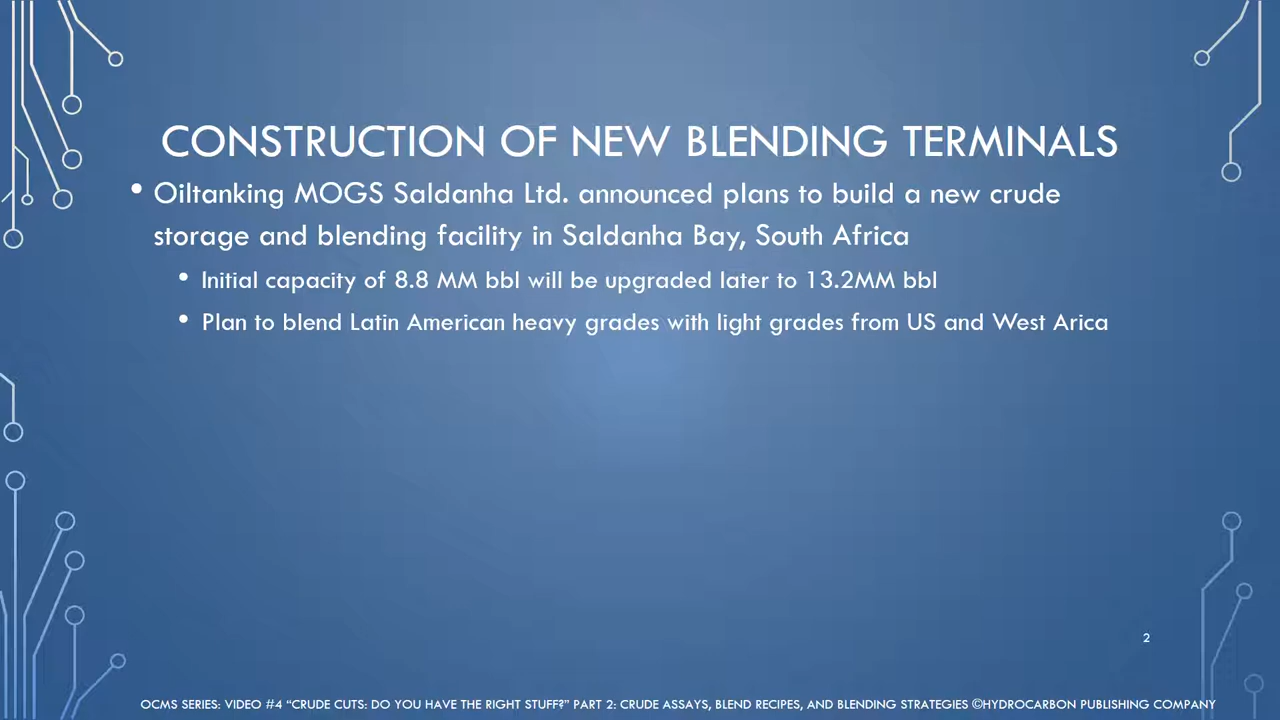 CONSTRUCTION OF NEW BLENDING TERMINALS
• Oiltanking MOGS Saldanha Ltd. announced plans to build a new crude
storage and blending facility in Saldanha Bay, South Africa
• Initial capacity of 8.8 MM bbl will be upgraded later to 13.2MM bbl
• Plan to blend Latin American heavy grades with light grades from US and West Arica
2
OCMS SERIES: VIDEO #4 “CRUDE CUTS: DO YOU HAVE THE RIGHT STUFF?” PART 2: CRUDE ASSAYS, BLEND RECIPES, AND BLENDING STRATEGIES ©HYDROCARBON PUBLISHING COMPANY